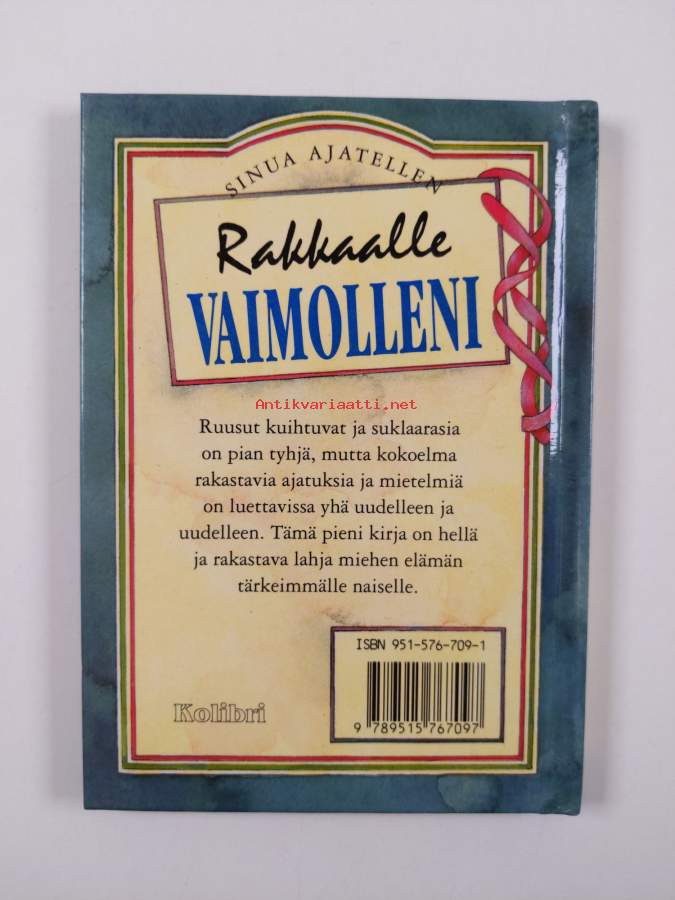 SINUA AJATELLEN
Rakkaalle
VAIMOLLENI
Antikvariaatti.net
Ruusut kuihtuvat ja suklaarasia
on pian tyhjä, mutta kokoelma
rakastavia ajatuksia ja mietelmiä
on luettavissa yhä uudelleen ja
uudelleen. Tämä pieni kirja on hellä
ja rakastava lahja miehen elämän
tärkeimmälle naiselle.
ISBN 951-576-709-1
9 789515 767097
Kolibri